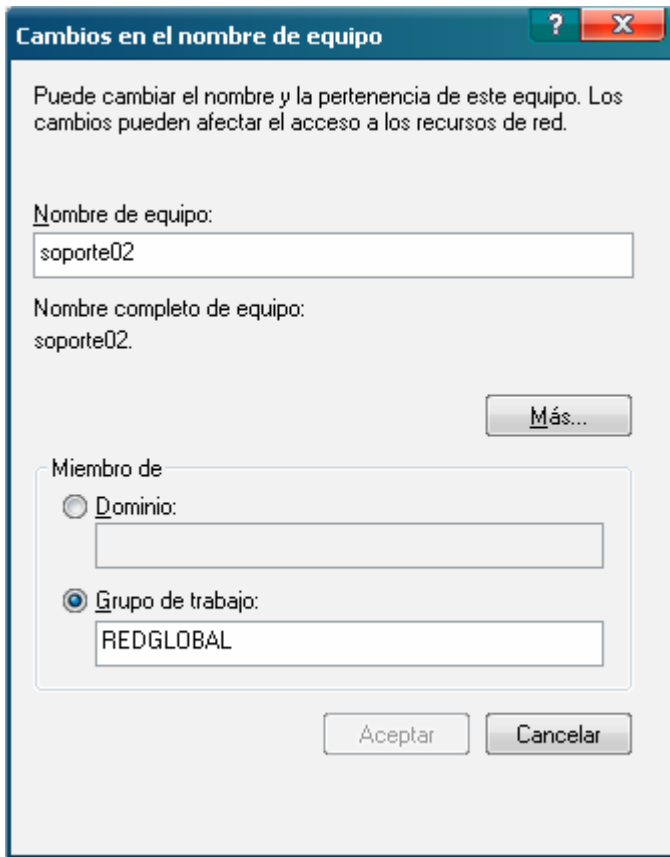 Cambios en el nombre de equipo
?
X
Puede cambiar el nombre y la pertenencia de este equipo. Los
cambios pueden afectar el acceso a los recursos de red.
Nombre de equipo:
soporte02
Nombre completo de equipo:
soporte02.
Más...
Miembro de
Dominio:
Grupo de trabajo:
REDGLOBAL
Aceptar
Cancelar